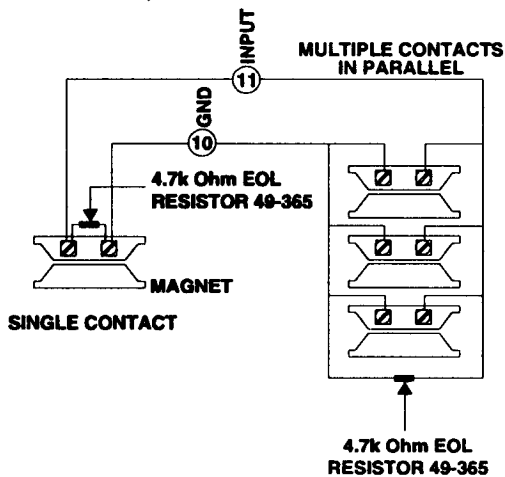 INPUT
11
MULTIPLE CONTACTS
IN PARALLEL
GND
10
4.7k Ohm EOL
RESISTOR 49-365
MAGNET
SINGLE CONTACT
4.7k Ohm EOL
RESISTOR 49-365